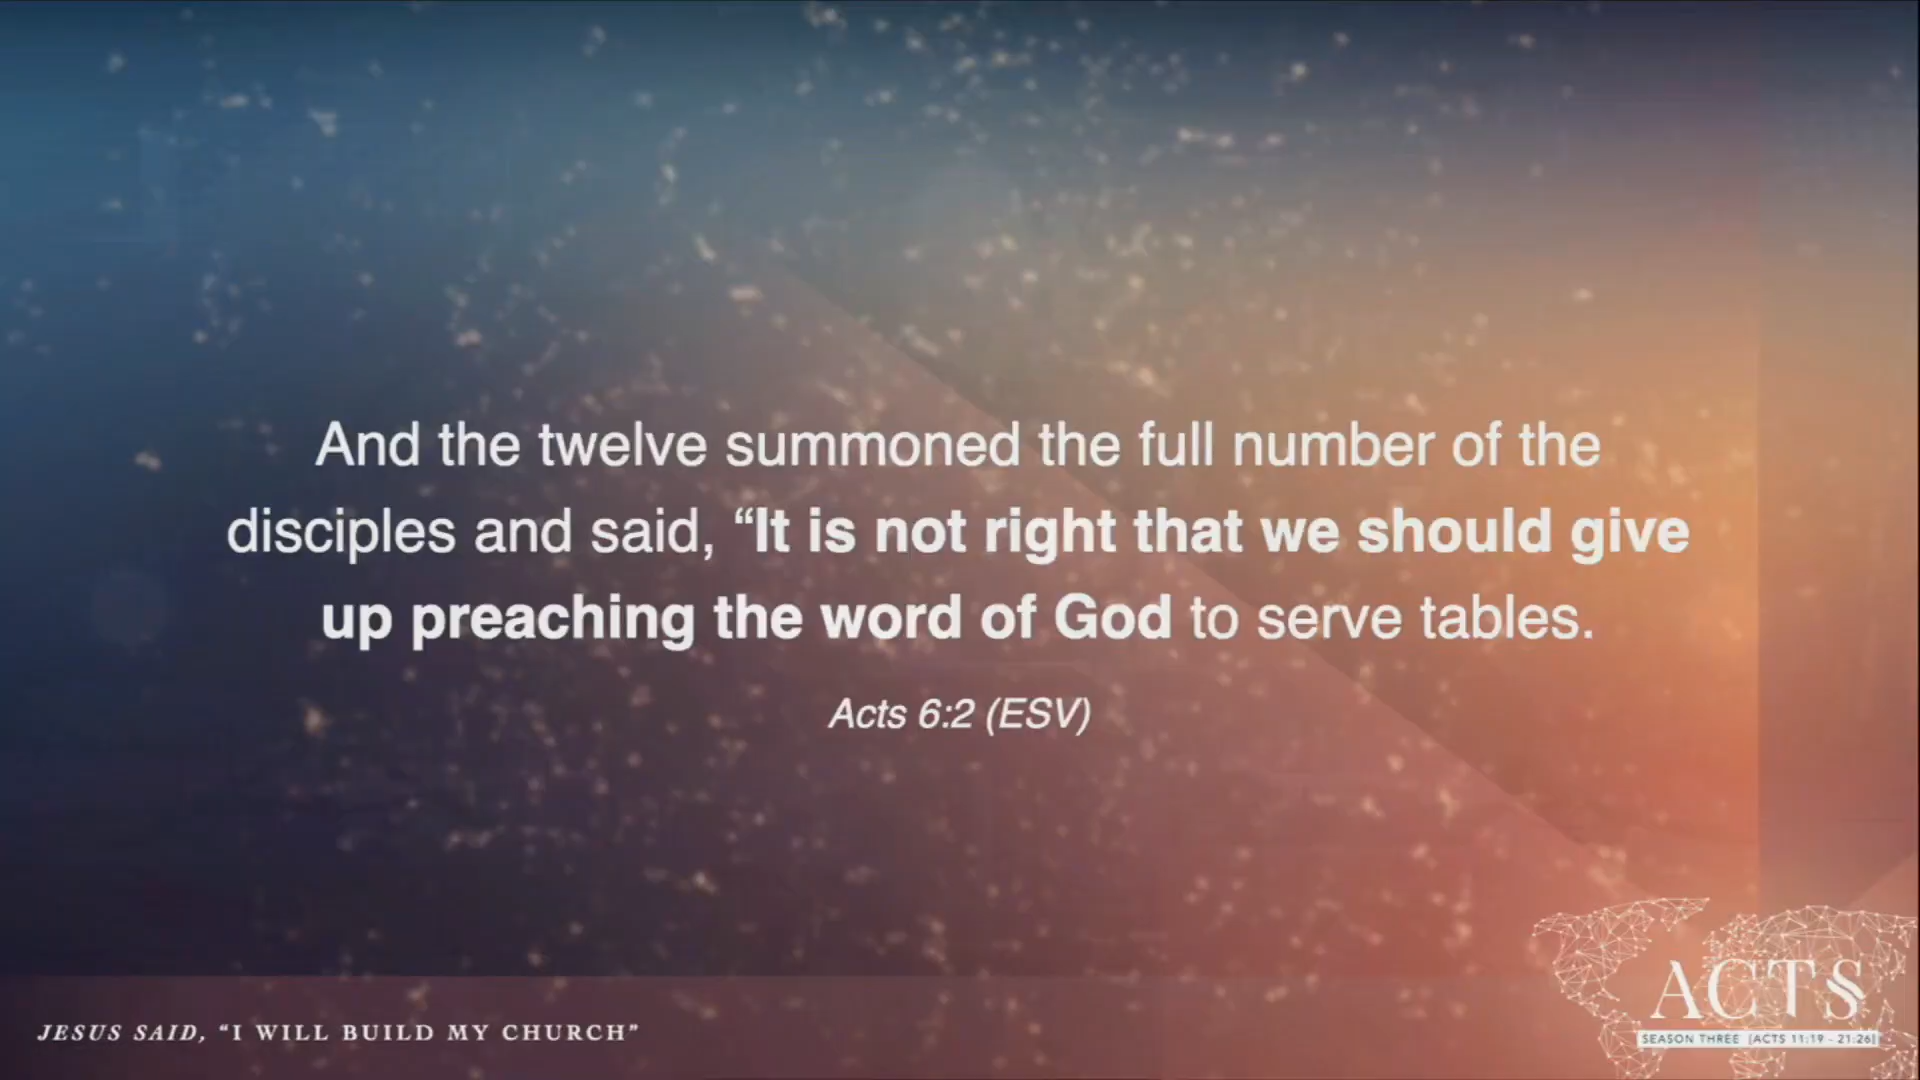 And the twelve summoned the full number of the
disciples and said, “It is not right that we should give
up preaching the word of God to serve tables.
Acts 6:2 (ESV)
JESUS SAID, “I WILL BUILD MY CHURCH”
ACTS
SEASON THREE [ACTS 11:19 - 21:26]